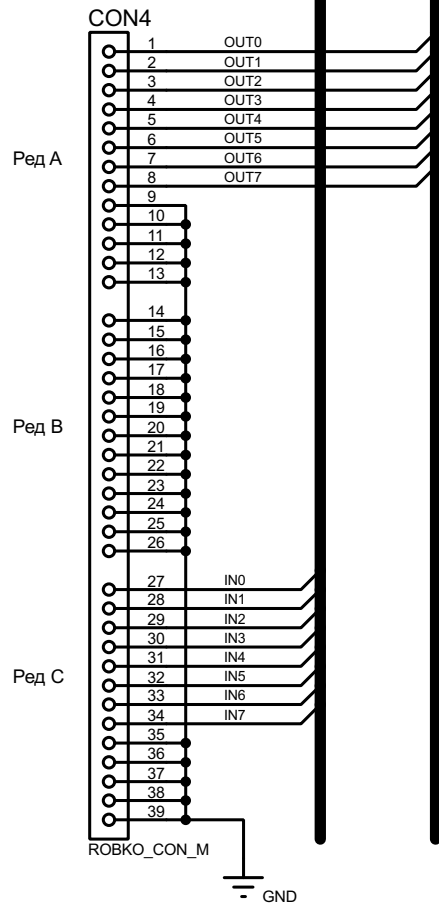 CON4
1 OUT0
2 OUT1
3 OUT2
4 OUT3
5 OUT4
6 OUT5
Ред А
7 OUT6
8 OUT7
9
10
11
12
13
14
15
16
17
18
19
Ред В
20
21
22
23
24
25
26
27 IN0
28 IN1
29 IN2
30 IN3
31 IN4
Ред С
32 IN5
33 IN6
34 IN7
35
36
37
38
39
ROBKO_CON_M
GND